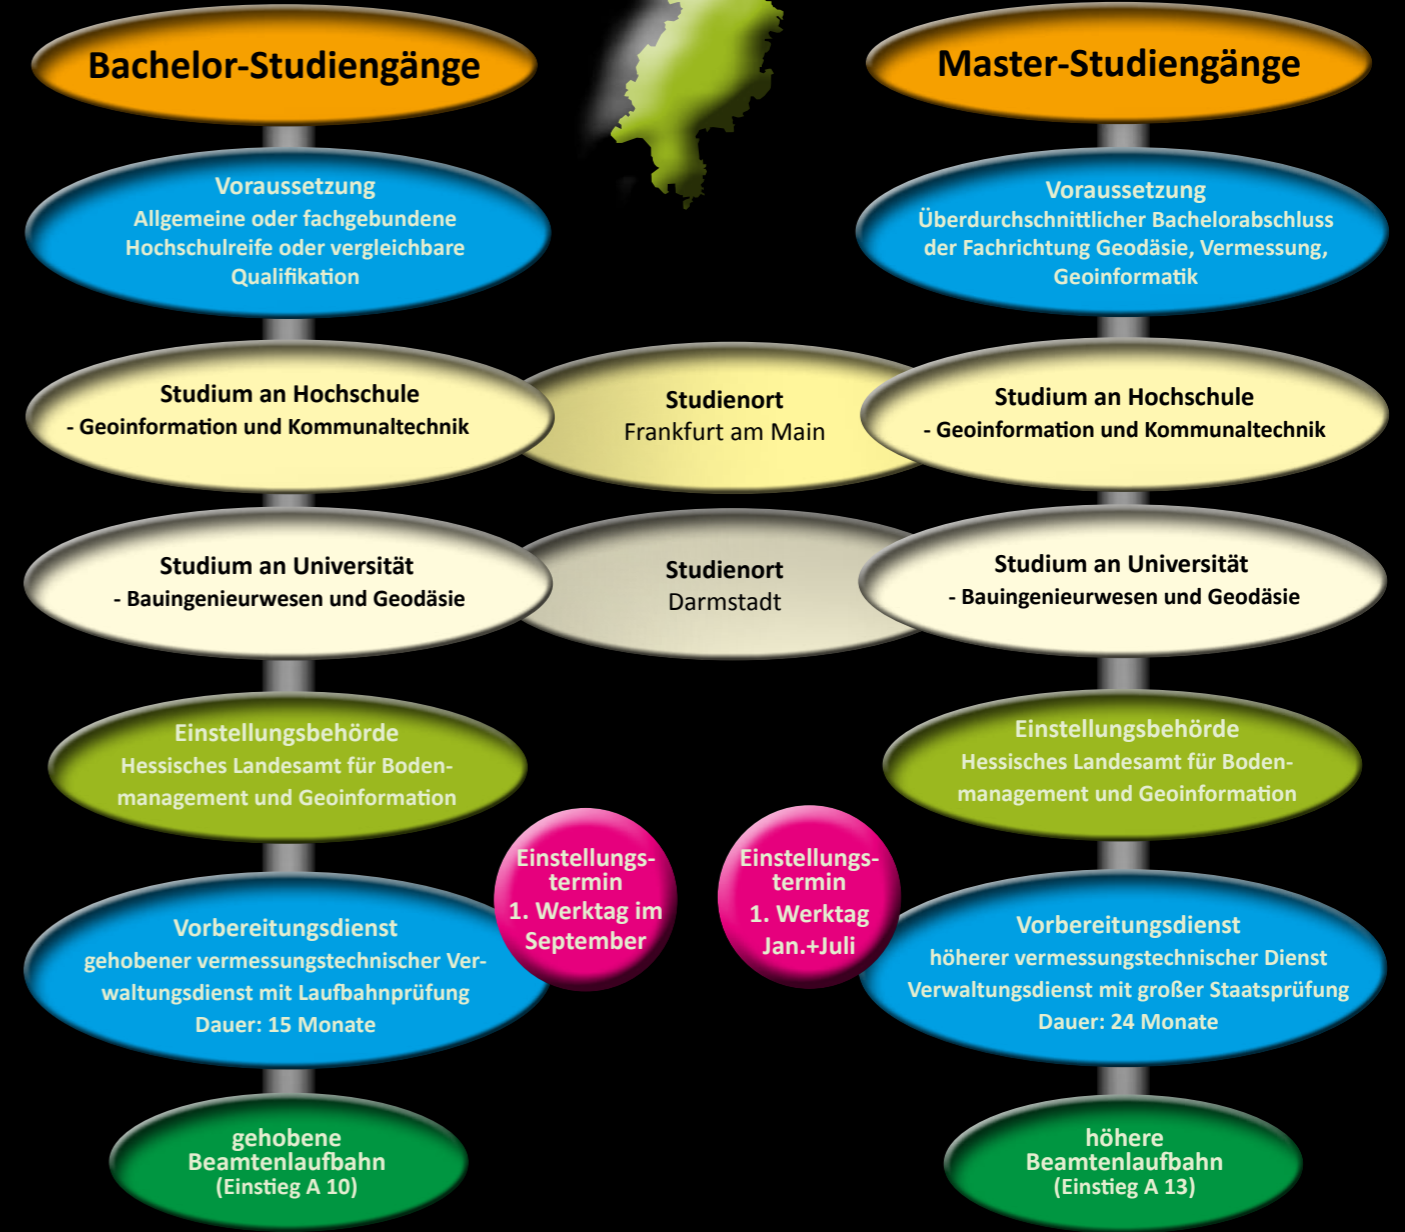 Bachelor-Studiengänge
Voraussetzung
Allgemeine oder fachgebundene
Hochschulreife oder vergleichbare
Qualifikation
Studium an Hochschule
- Geoinformation und Kommunaltechnik
Studium an Universität
- Bauingenieurwesen und Geodäsie
Einstellungsbehörde
Hessisches Landesamt für Boden-
management und Geoinformation
Vorbereitungsdienst
gehobener vermessungstechnischer Ver-
waltungsdienst mit Laufbahnprüfung
Dauer: 15 Monate
Einstellungs-
termin
1. Werktag im
September
gehobene
Beamtenlaufbahn
(Einstieg A 10)
Studienort
Frankfurt am Main
Studienort
Darmstadt
Master-Studiengänge
Voraussetzung
Überdurchschnittlicher Bachelorabschluss
der Fachrichtung Geodäsie, Vermessung,
Geoinformatik
Studium an Hochschule
- Geoinformation und Kommunaltechnik
Studium an Universität
- Bauingenieurwesen und Geodäsie
Einstellungsbehörde
Hessisches Landesamt für Boden-
management und Geoinformation
Einstellungs-
termin
1. Werktag
Jan.+Juli
Vorbereitungsdienst
höherer vermessungstechnischer Dienst
Verwaltungsdienst mit großer Staatsprüfung
Dauer: 24 Monate
höhere
Beamtenlaufbahn
(Einstieg A 13)